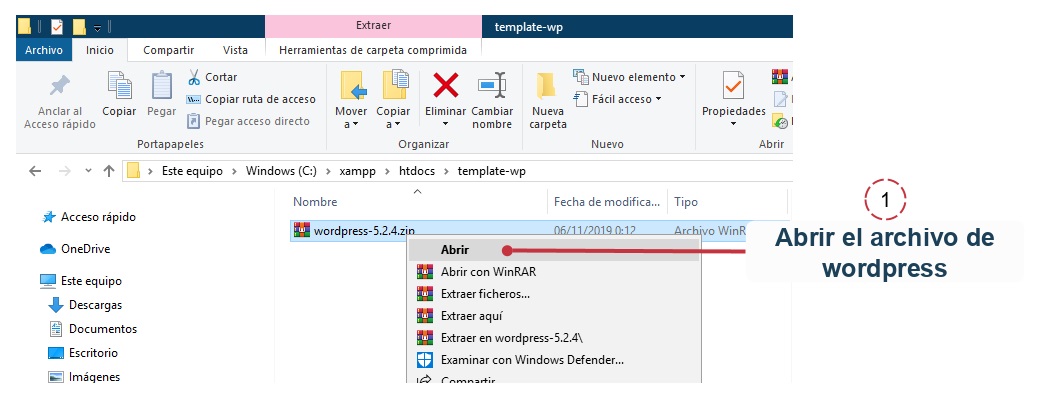 Extraer
template-wp
Archivo Inicio Compartir Vista Herramientas de carpeta comprimida
Anclar al
Acceso rápido
Copiar
Pegar
Cortar
Copiar ruta de acceso
Pegar acceso directo
Portapapeles
Mover
a
Copiar
a
Eliminar
Cambiar
nombre
Organizar
Nueva
carpeta
Nuevo elemento
Fácil acceso
Nuevo
Propiedades
Abrir
Este equipo > Windows (C:) > xampp > htdocs > template-wp
Nombre Fecha de modifica... Tipo
Acceso rápido
OneDrive
Este equipo
Descargas
Documentos
Escritorio
Imágenes
wordpress-5.2.4.zip 06/11/2019 0:12 Archivo WinR
Abrir
Abrir con WinRAR
Extraer ficheros...
Extraer aquí
Extraer en wordpress-5.2.4\
Examinar con Windows Defender...
Compartir
1
Abrir el archivo de
wordpress